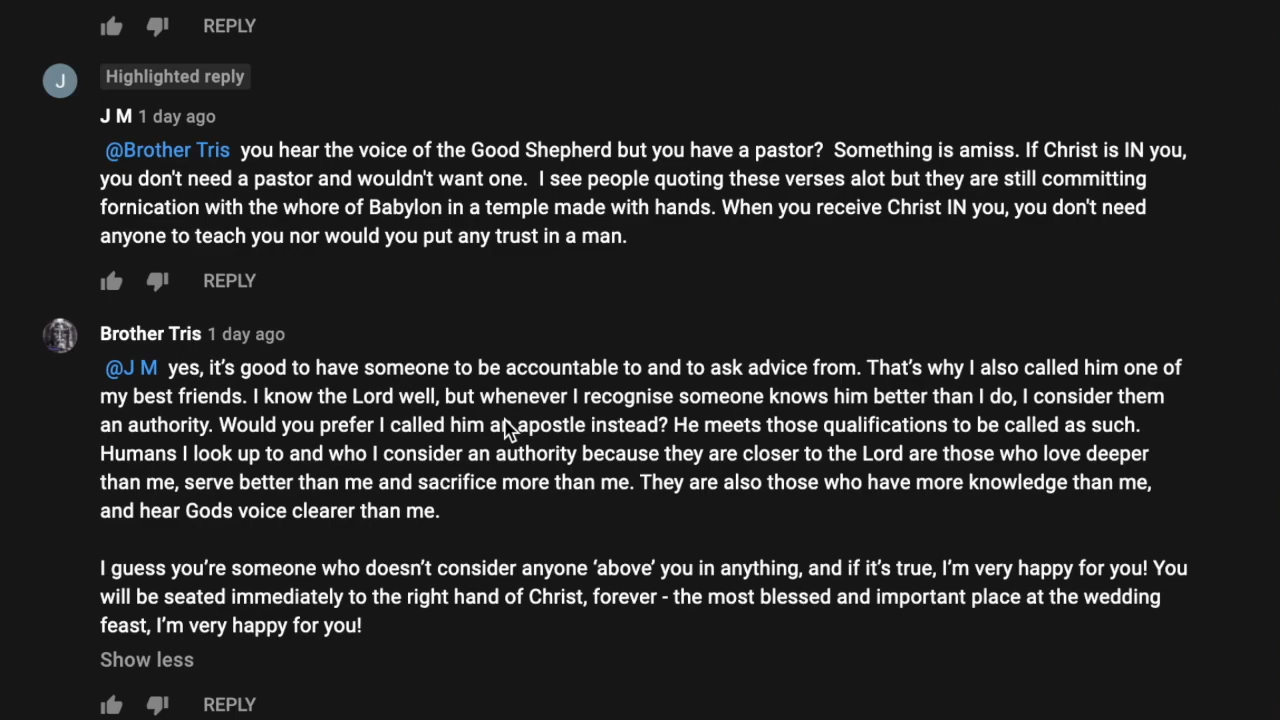 REPLY
J
Highlighted reply
J M 1 day ago
@Brother Tris you hear the voice of the Good Shepherd but you have a pastor? Something is amiss. If Christ is IN you,
you don't need a pastor and wouldn't want one. I see people quoting these verses alot but they are still committing
fornication with the whore of Babylon in a temple made with hands. When you receive Christ IN you, you don't need
anyone to teach you nor would you put any trust in a man.
REPLY
Brother Tris 1 day ago
@J M yes, it’s good to have someone to be accountable to and to ask advice from. That’s why I also called him one of
my best friends. I know the Lord well, but whenever I recognise someone knows him better than I do, I consider them
an authority. Would you prefer I called him an apostle instead? He meets those qualifications to be called as such.
Humans I look up to and who I consider an authority because they are closer to the Lord are those who love deeper
than me, serve better than me and sacrifice more than me. They are also those who have more knowledge than me,
and hear Gods voice clearer than me.
I guess you’re someone who doesn’t consider anyone ‘above’ you in anything, and if it’s true, I’m very happy for you! You
will be seated immediately to the right hand of Christ, forever - the most blessed and important place at the wedding
feast, I’m very happy for you!
Show less
REPLY